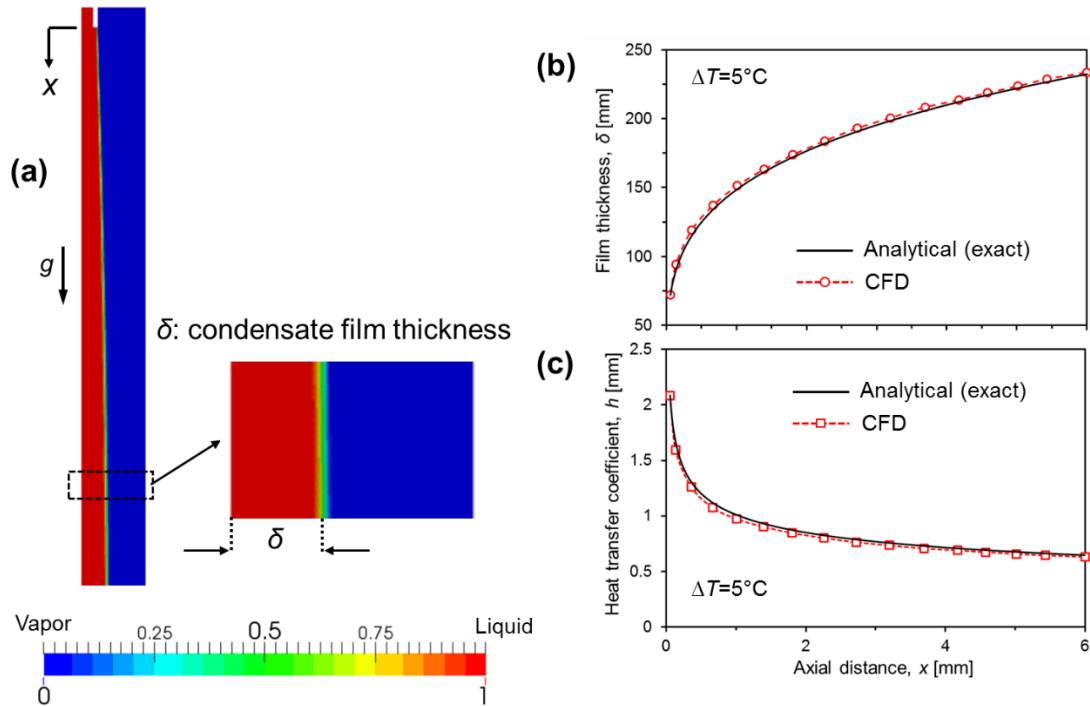 (a)
x
g
δ: condensate film thickness
δ
Vapor
Liquid
0.25
0.5
0.75
0
1
(b)
ΔT=5°C
Film thickness, δ [mm]
250
200
150
100
50
Analytical (exact)
CFD
(c)
Heat transfer coefficient, h [mm]
2.5
2
1.5
1
0.5
0
Analytical (exact)
CFD
ΔT=5°C
0
1
2
3
4
5
6
Axial distance, x [mm]